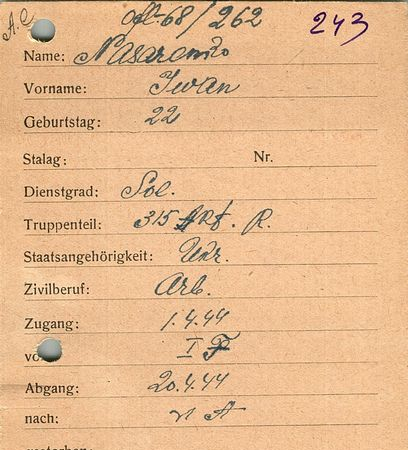 A.C
68/262 243
Name: Nasarenko
Vorname: Iwan
Geburtstag: 22
Stalag: Nr.
Dienstgrad: Sol.
Truppenteil: 315 Art. R.
Staatsangehörigkeit: Ukr.
Zivilberuf: Arb.
Zugang: 1.4.44
vo I F
Abgang: 20.4.44
nach: A